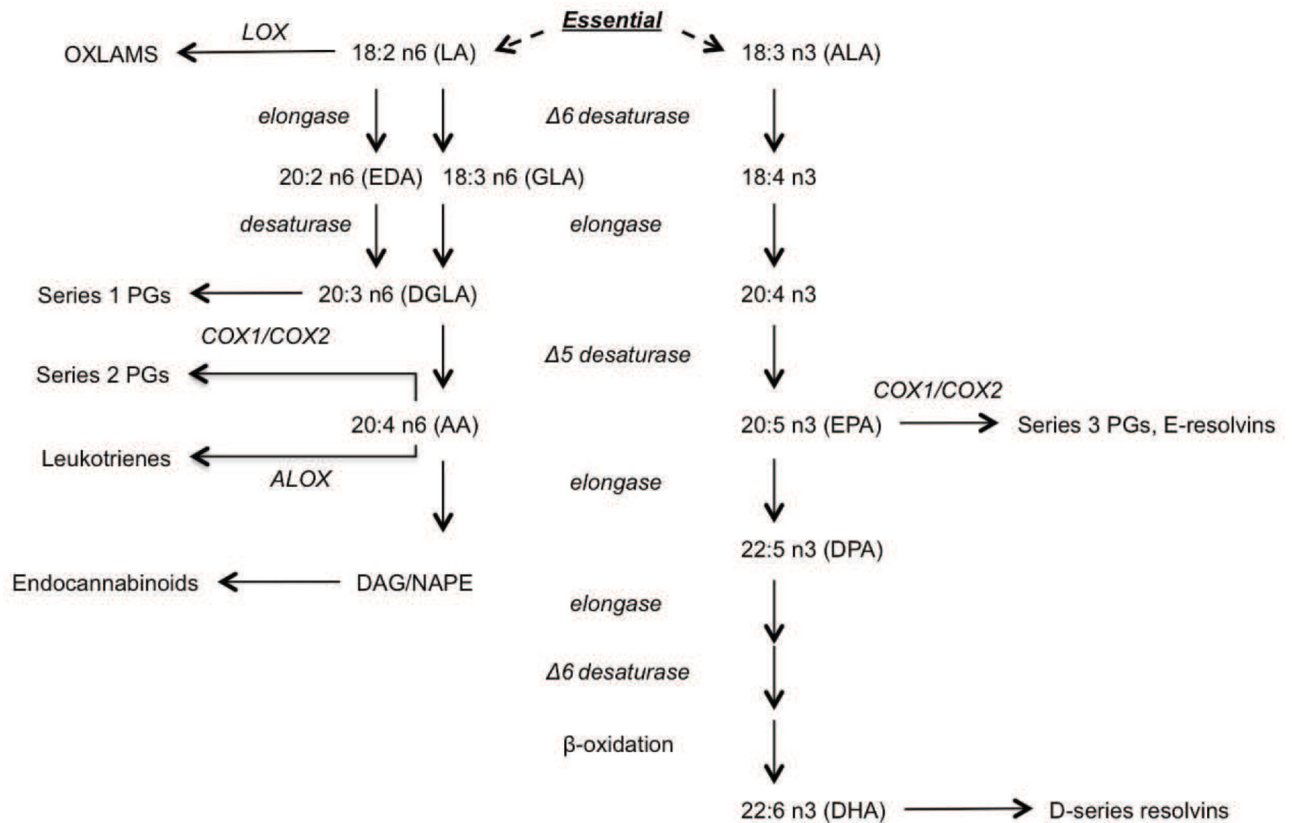 Essential
LOX
OXLAMS
18:2 n6 (LA)
18:3 n3 (ALA)
elongase
Δ6 desaturase
20:2 n6 (EDA)
18:3 n6 (GLA)
18:4 n3
desaturase
elongase
Series 1 PGs
20:3 n6 (DGLA)
20:4 n3
COX1/COX2
Δ5 desaturase
Series 2 PGs
COX1/COX2
20:4 n6 (AA)
20:5 n3 (EPA)
Series 3 PGs, E-resolvins
Leukotrienes
ALOX
elongase
22:5 n3 (DPA)
Endocannabinoids
DAG/NAPE
elongase
Δ6 desaturase
β-oxidation
22:6 n3 (DHA)
D-series resolvins